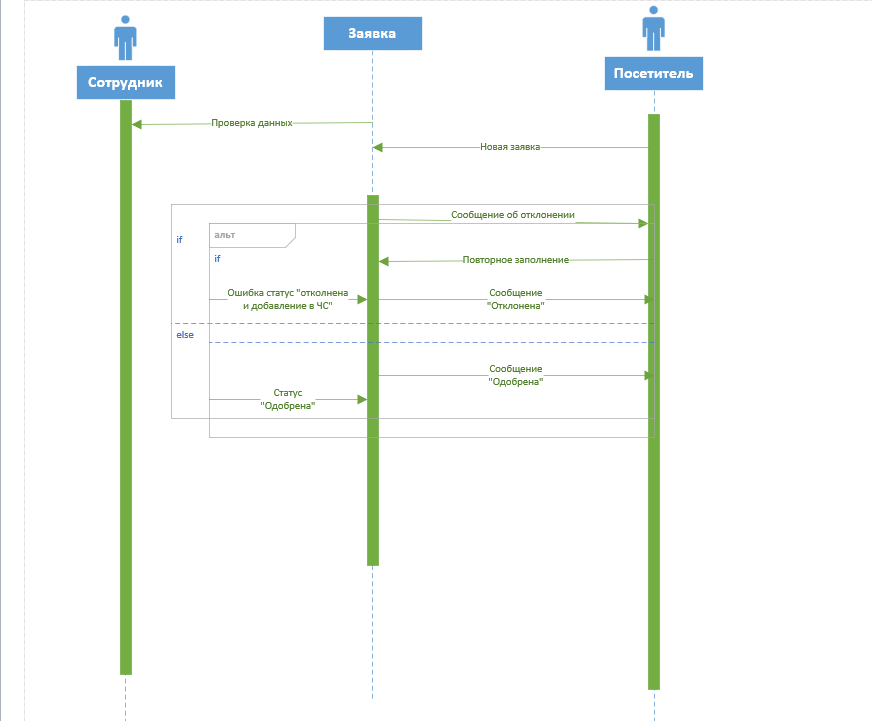 Сотрудник
Заявка
Посетитель
Проверка данных
Новая заявка
Сообщение об отклонении
альт
if
if
Повторное заполнение
Ошибка статус "отколнена
и добавление в ЧС"
Сообщение
"Отклонена"
else
Сообщение
"Одобрена"
Статус
"Одобрена"